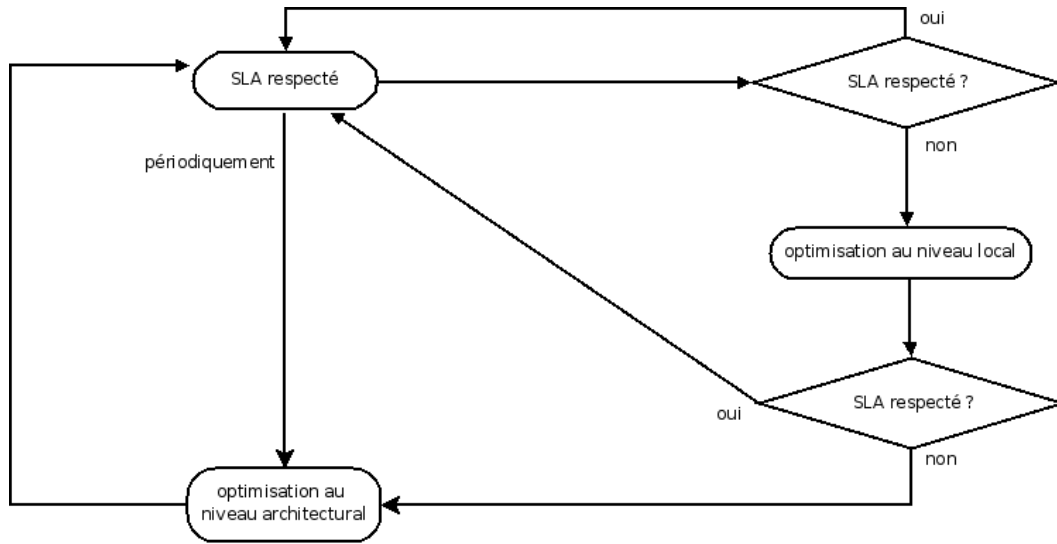 oui
SLA respecté
SLA respecté ?
non
périodiquement
optimisation au niveau local
SLA respecté ?
oui
non
optimisation au
niveau architectural